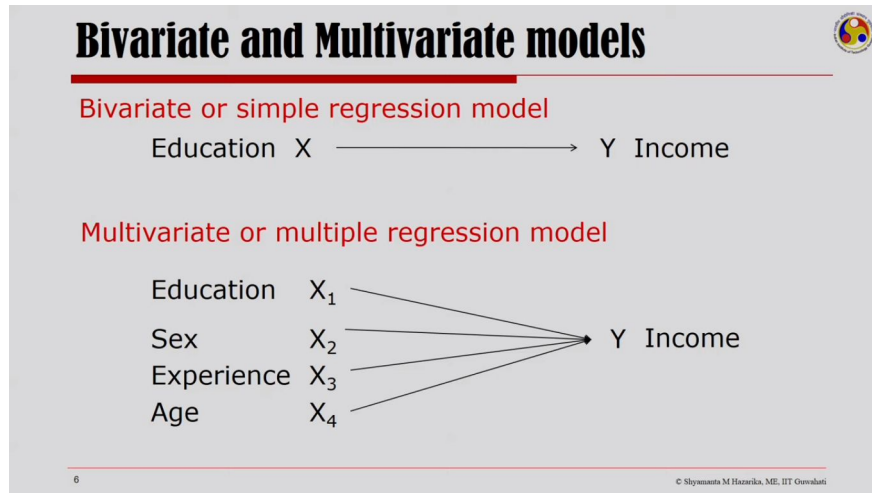 Bivariate and Multivariate models
Bivariate or simple regression model
Education X Y Income
Multivariate or multiple regression model
Education X₁
Sex X₂ Y Income
Experience X₃
Age X₄
6 © Shyamanta M Hazarika, ME, IIT Guwahati